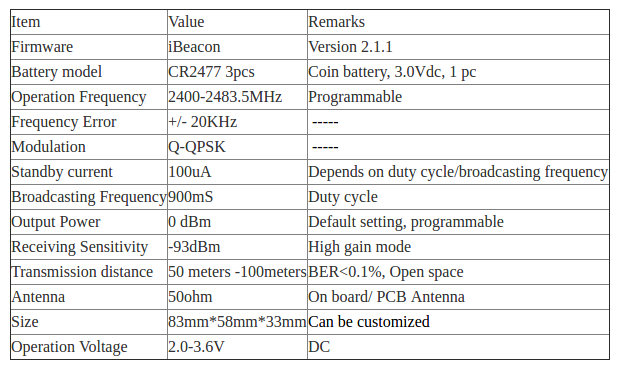 Item Value Remarks
Firmware iBeacon Version 2.1.1
Battery model CR2477 3pcs Coin battery, 3.0Vdc, 1 pc
Operation Frequency 2400-2483.5MHz Programmable
Frequency Error +/- 20KHz -----
Modulation Q-QPSK -----
Standby current 100uA Depends on duty cycle/broadcasting frequency
Broadcasting Frequency 900mS Duty cycle
Output Power 0 dBm Default setting, programmable
Receiving Sensitivity -93dBm High gain mode
Transmission distance 50 meters -100meters BER<0.1%, Open space
Antenna 50ohm On board/ PCB Antenna
Size 83mm*58mm*33mm Can be customized
Operation Voltage 2.0-3.6V DC